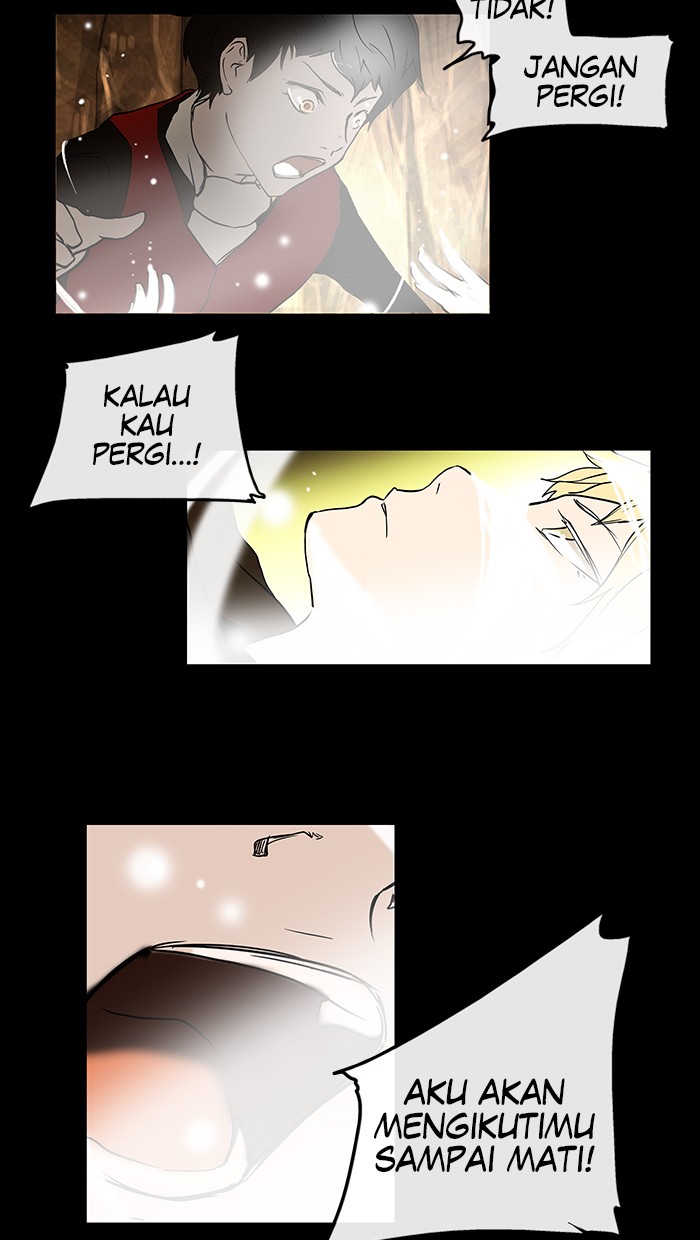 TIDAK!
JANGAN
PERGI!
KALAU
KAU
PERGI...!
AKU AKAN
MENGIKUTIMU
SAMPAI MATI!